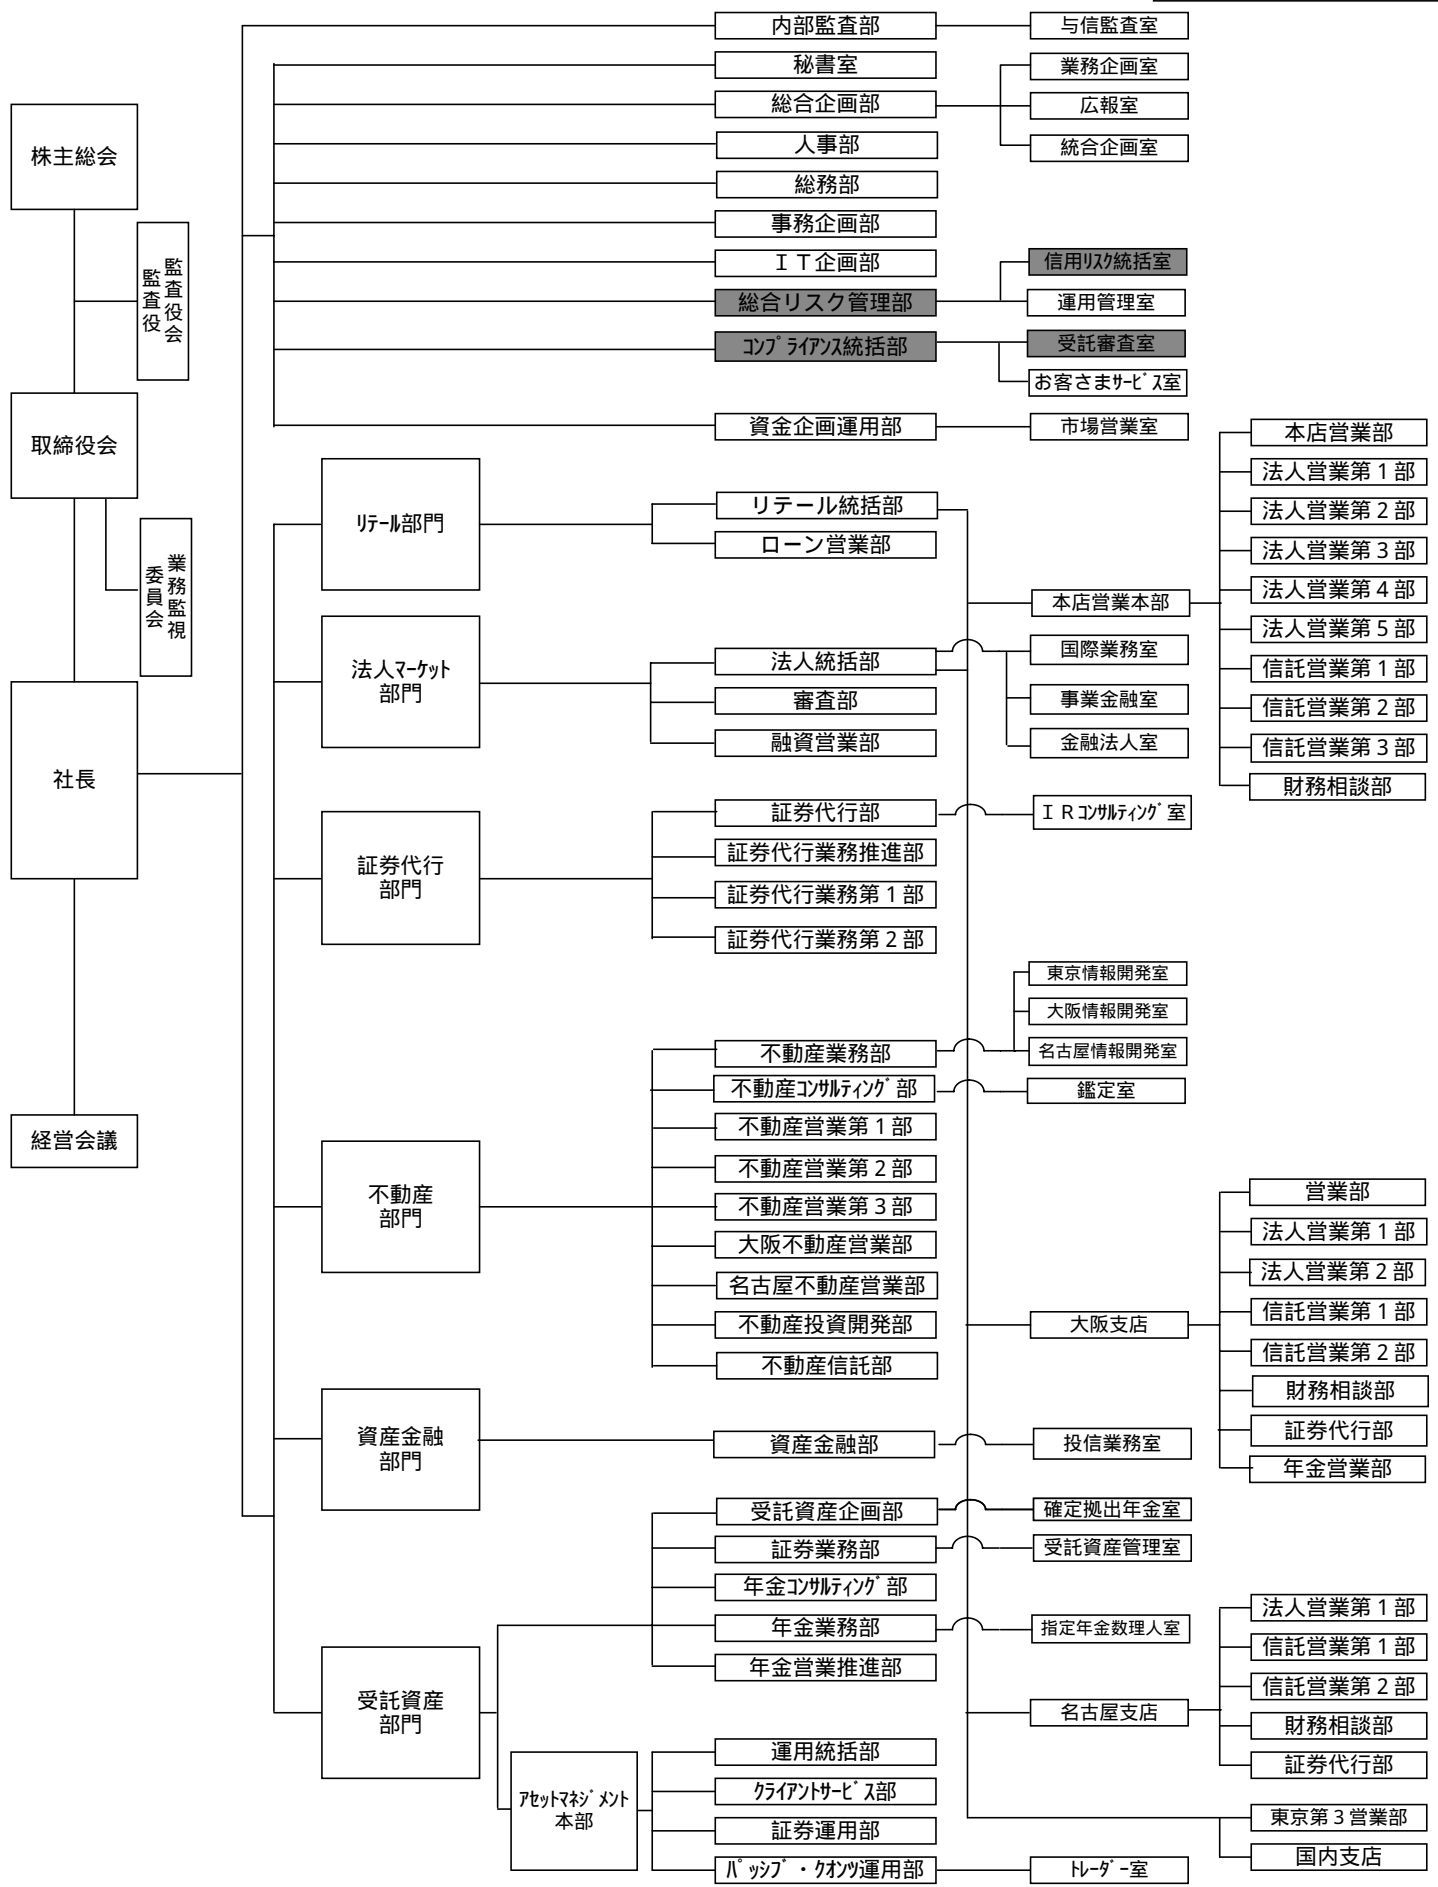 株主総会
監査役会
監査役
取締役会
業務監視
委員会
社長
経営会議
内部監査部
与信監査室
秘書室
総合企画部
業務企画室
広報室
統合企画室
人事部
総務部
事務企画部
ＩＴ企画部
総合リスク管理部
信用ﾘｽｸ統括室
運用管理室
ｺﾝﾌﾟﾗｲｱﾝｽ統括部
受託審査室
お客さまｻｰﾋﾞｽ室
資金企画運用部
市場営業室
ﾘﾃｰﾙ部門
リテール統括部
ローン営業部
法人ﾏｰｹｯﾄ
部門
法人統括部
審査部
融資営業部
国際業務室
事業金融室
金融法人室
証券代行
部門
証券代行部
証券代行業務推進部
証券代行業務第１部
証券代行業務第２部
ＩＲｺﾝｻﾙﾃｨﾝｸﾞ室
不動産
部門
不動産業務部
不動産ｺﾝｻﾙﾃｨﾝｸﾞ部
不動産営業第１部
不動産営業第２部
不動産営業第３部
大阪不動産営業部
名古屋不動産営業部
不動産投資開発部
不動産信託部
東京情報開発室
大阪情報開発室
名古屋情報開発室
鑑定室
資産金融
部門
資産金融部
投信業務室
受託資産
部門
受託資産企画部
証券業務部
年金ｺﾝｻﾙﾃｨﾝｸﾞ部
年金業務部
年金営業推進部
確定拠出年金室
受託資産管理室
指定年金数理人室
ｱｾｯﾄﾏﾈｼﾞﾒﾝﾄ
本部
運用統括部
ｸﾗｲｱﾝﾄｻｰﾋﾞｽ部
証券運用部
ﾊﾟｯｼﾌﾞ・ｸｵﾝﾂ運用部
ﾄﾚｰﾀﾞｰ室
本店営業本部
本店営業部
法人営業第１部
法人営業第２部
法人営業第３部
法人営業第４部
法人営業第５部
信託営業第１部
信託営業第２部
信託営業第３部
財務相談部
大阪支店
営業部
法人営業第１部
法人営業第２部
信託営業第１部
信託営業第２部
財務相談部
証券代行部
年金営業部
名古屋支店
法人営業第１部
信託営業第１部
信託営業第２部
財務相談部
証券代行部
東京第３営業部
国内支店